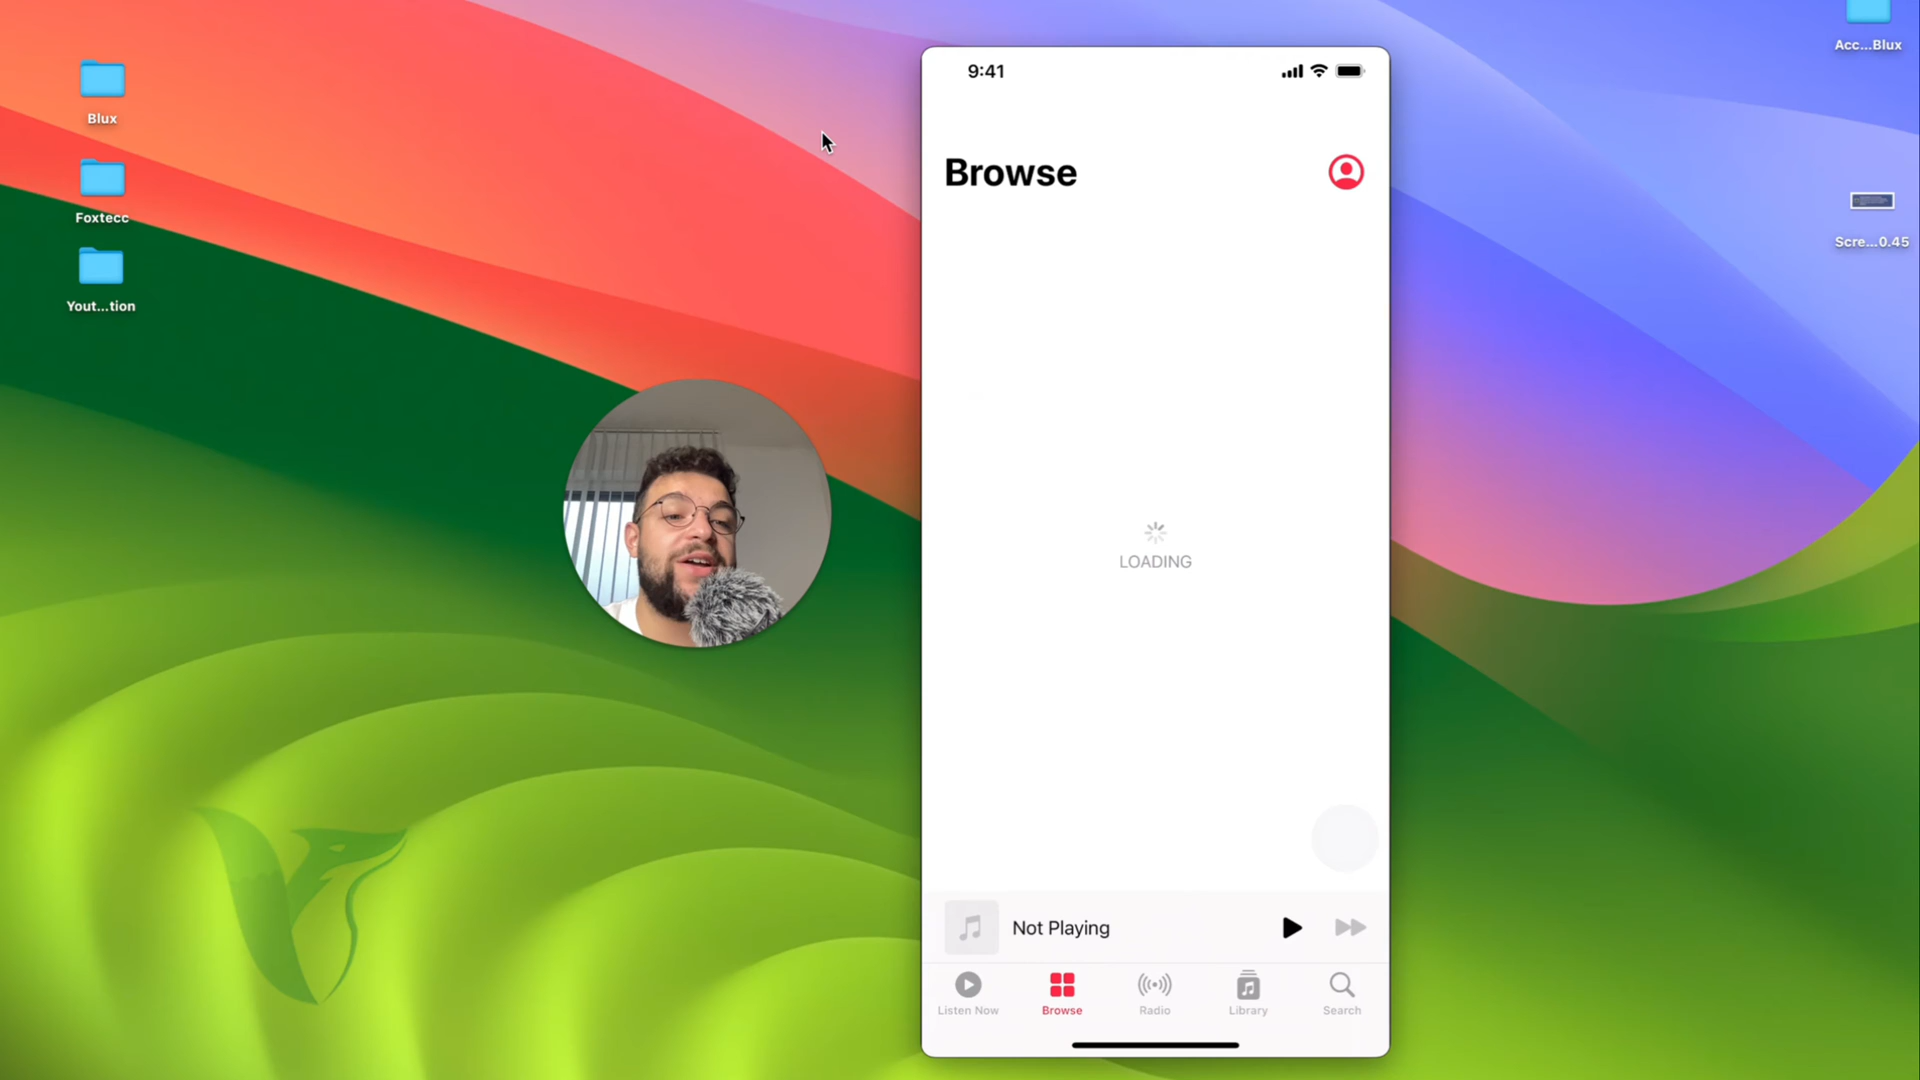 Acc...Blux
Blux
Foxtecc
Yout...tion
Scre...0.45
9:41
Browse
LOADING
Not Playing
Listen Now
Browse
Radio
Library
Search